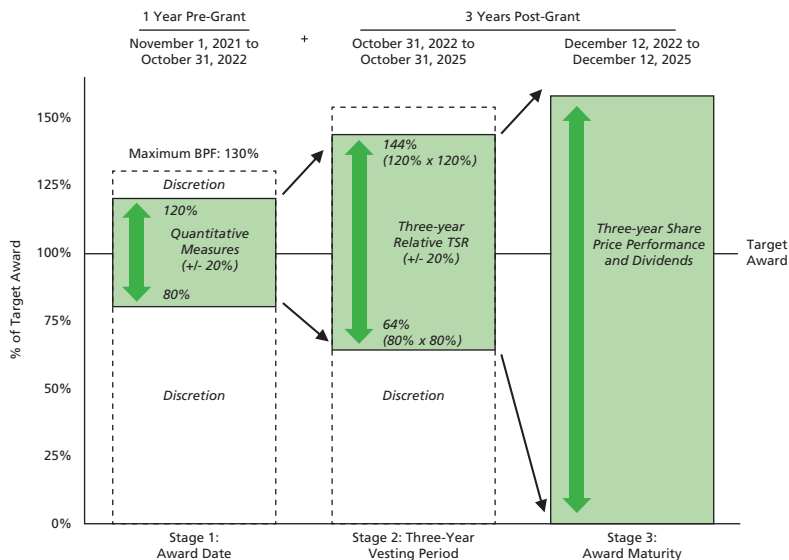 1 Year Pre-Grant
3 Years Post-Grant
November 1, 2021 to
October 31, 2022
+
October 31, 2022 to
October 31, 2025
December 12, 2022 to
December 12, 2025
% of Target Award
150%
125%
100%
75%
50%
25%
0%
Maximum BPF: 130%
Discretion
120%
Quantitative
Measures
(+/- 20%)
80%
Discretion
144%
(120% x 120%)
Three-year
Relative TSR
(+/- 20%)
64%
(80% x 80%)
Discretion
Three-year Share
Price Performance
and Dividends
Target
Award
Stage 1:
Award Date
Stage 2: Three-Year
Vesting Period
Stage 3:
Award Maturity